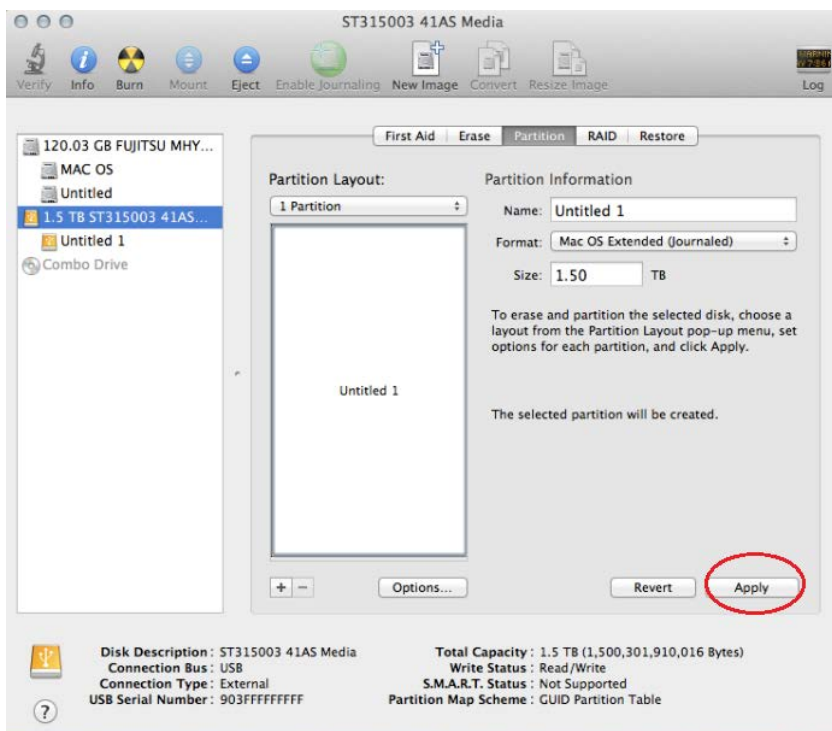 ST315003 41AS Media
Verify Info Burn Mount Eject Enable Journaling New Image Convert Resize Image Log
120.03 GB FUJITSU MHY...
MAC OS
Untitled
1.5 TB ST315003 41AS...
Untitled 1
Combo Drive
First Aid Erase Partition RAID Restore
Partition Layout:
1 Partition
Untitled 1
Options...
Partition Information
Name: Untitled 1
Format: Mac OS Extended (Journaled)
Size: 1.50 TB
To erase and partition the selected disk, choose a
layout from the Partition Layout pop-up menu, set
options for each partition, and click Apply.
The selected partition will be created.
Revert Apply
Disk Description : ST315003 41AS Media
Connection Bus : USB
Connection Type : External
USB Serial Number : 903FFFFFFFFF
Total Capacity : 1.5 TB (1,500,301,910,016 Bytes)
Write Status : Read/Write
S.M.A.R.T. Status : Not Supported
Partition Map Scheme : GUID Partition Table
?